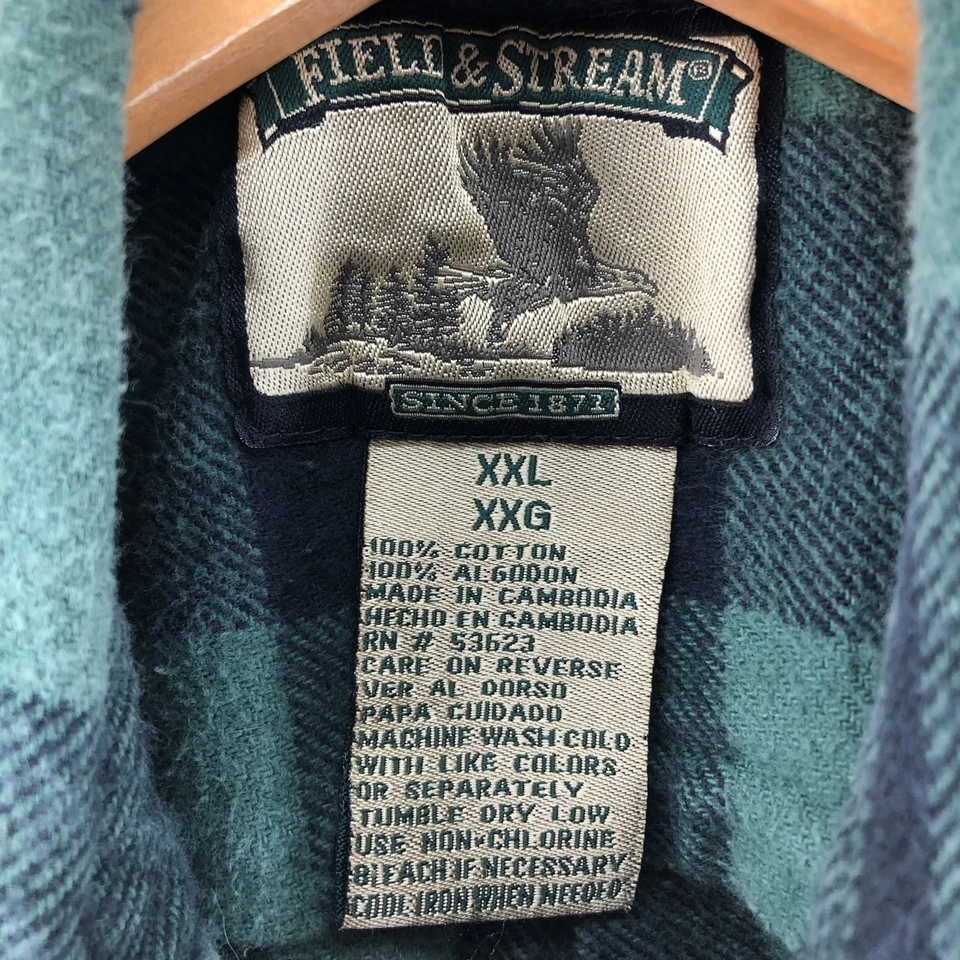 FIELD & STREAM®
SINCE 1871
XXL
XXG
100% COTTON
100% ALGODON
MADE IN CAMBODIA
HECHO EN CAMBODIA
RN # 53623
CARE ON REVERSE
VER AL DORSO
PAPA CUIDADO
MACHINE WASH COLD
WITH LIKE COLORS
OR SEPARATELY
TUMBLE DRY LOW
USE NON-CHLORINE
BLEACH IF NECESSARY
COOL IRON WHEN NEEDED